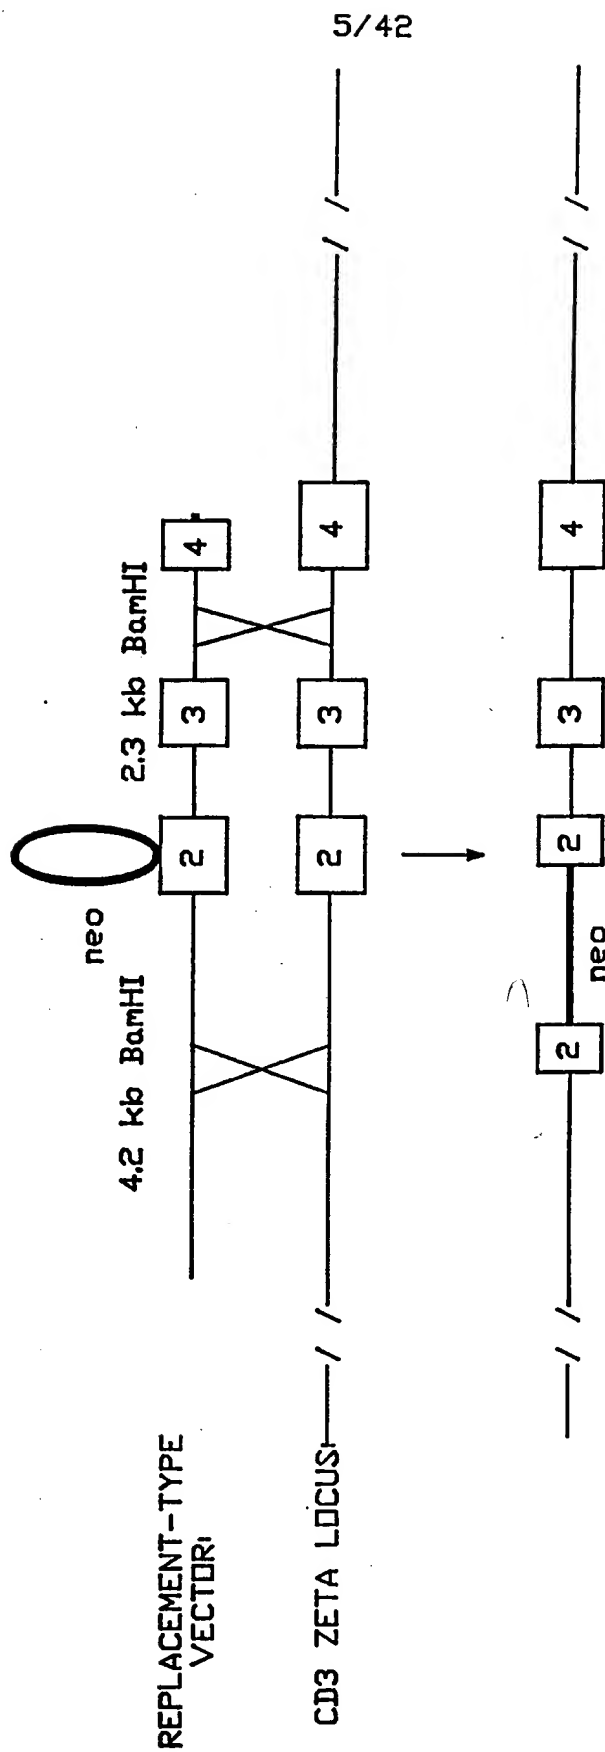 5/42
REPLACEMENT-TYPE
VECTOR:
4.2 kb BamHI
neo
2.3 kb BamHI
2
3
4
CD3 ZETA LOCUS:
2
3
4
2
neo
2
3
4